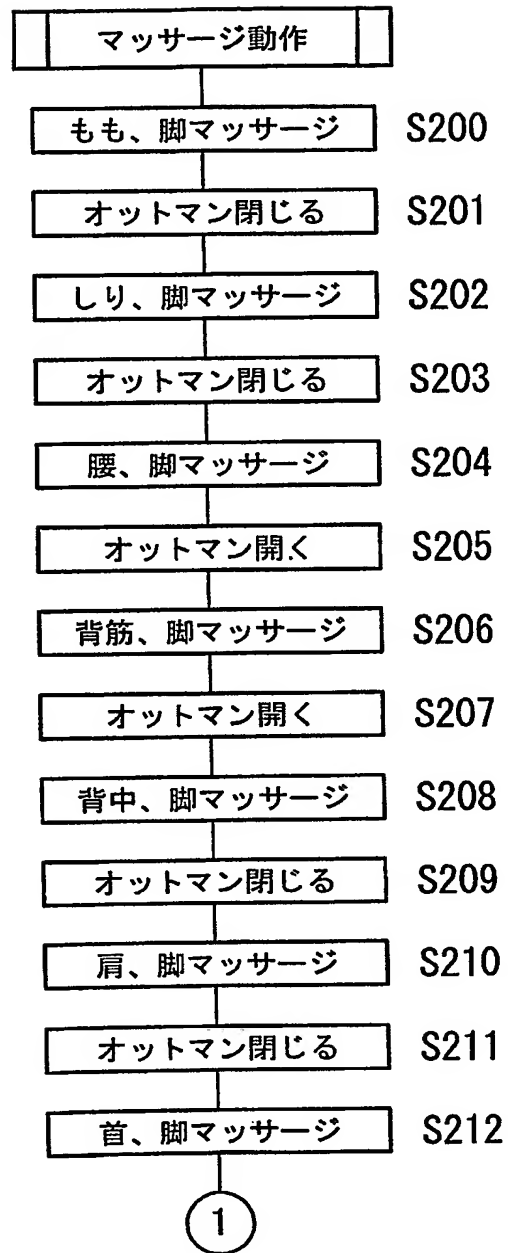 マッサージ動作
もも、脚マッサージ S200
オットマン閉じる S201
しり、脚マッサージ S202
オットマン閉じる S203
腰、脚マッサージ S204
オットマン開く S205
背筋、脚マッサージ S206
オットマン開く S207
背中、脚マッサージ S208
オットマン閉じる S209
肩、脚マッサージ S210
オットマン閉じる S211
首、脚マッサージ S212
1